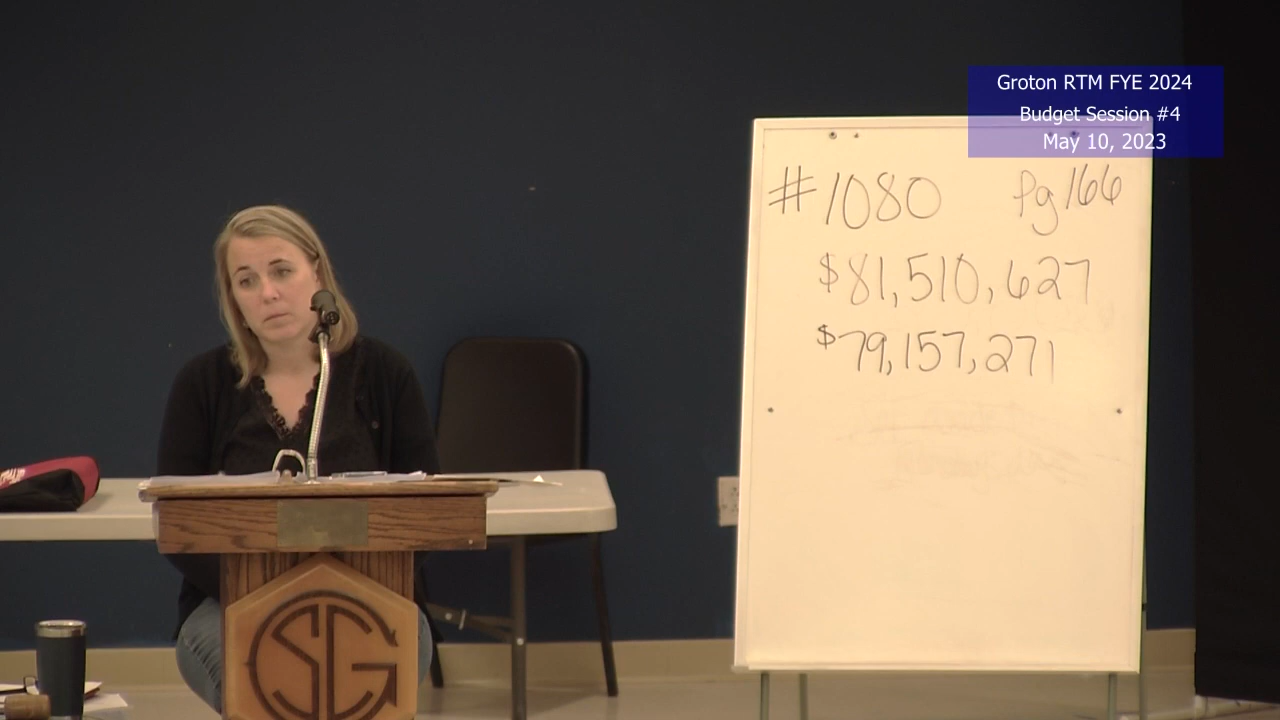 Groton RTM FYE 2024
Budget Session #4
May 10, 2023
#1080 Pg 166
$81,510,627
$79,157,271
SG